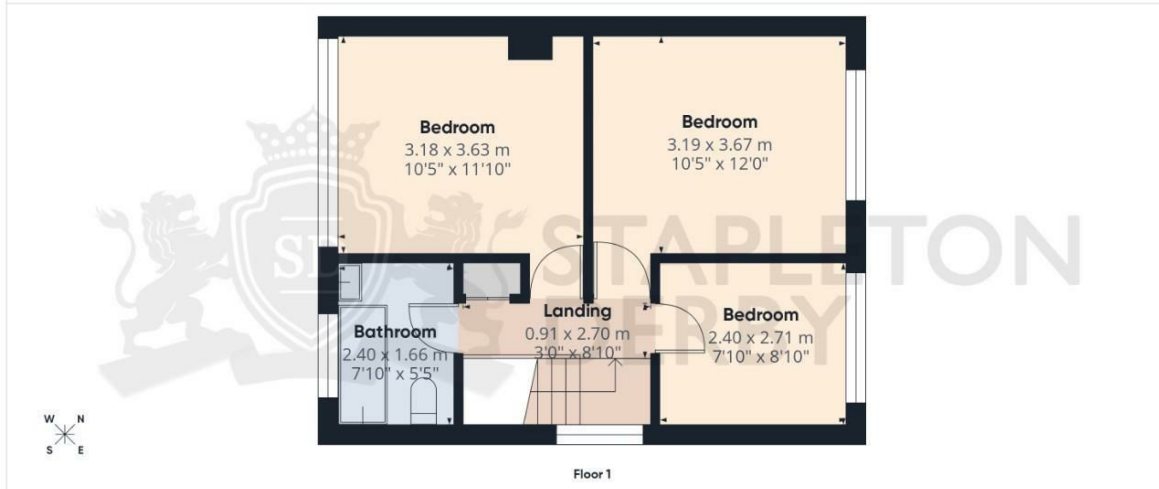 Bedroom
3.18 x 3.63 m
10'5" x 11'10"
Bedroom
3.19 x 3.67 m
10'5" x 12'0"
SD
STAPLETON
DERBY
Bathroom
2.40 x 1.66 m
7'10" x 5'5"
Landing
0.91 x 2.70 m
3'0" x 8'10"
Bedroom
2.40 x 2.71 m
7'10" x 8'10"
W N
S E
Floor 1